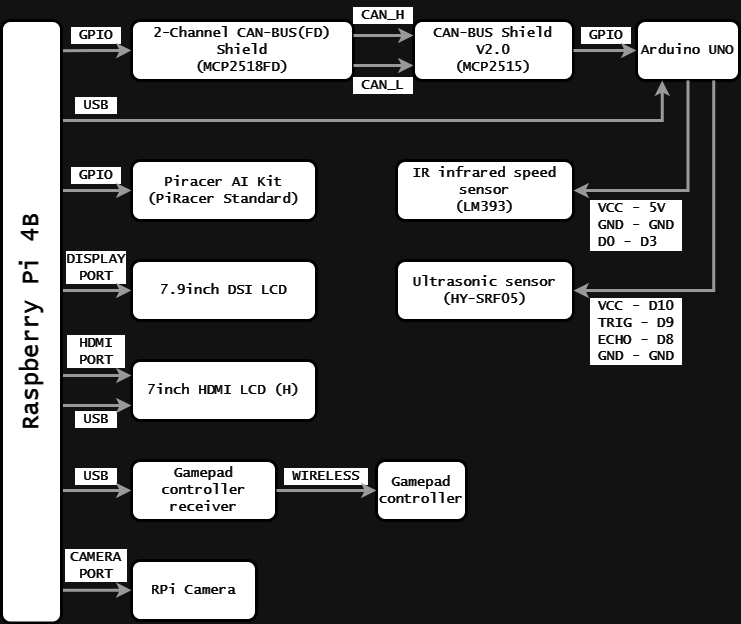 Raspberry Pi 4B
GPIO
2-Channel CAN-BUS(FD)
Shield
(MCP2518FD)
CAN_H
CAN_L
CAN-BUS Shield
V2.0
(MCP2515)
GPIO
Arduino UNO
USB
GPIO
Piracer AI Kit
(PiRacer Standard)
IR infrared speed
sensor
(LM393)
VCC - 5V
GND - GND
DO - D3
DISPLAY
PORT
7.9inch DSI LCD
Ultrasonic sensor
(HY-SRF05)
VCC - D10
TRIG - D9
ECHO - D8
GND - GND
HDMI
PORT
7inch HDMI LCD (H)
USB
USB
Gamepad
controller
receiver
WIRELESS
Gamepad
controller
CAMERA
PORT
RPi Camera